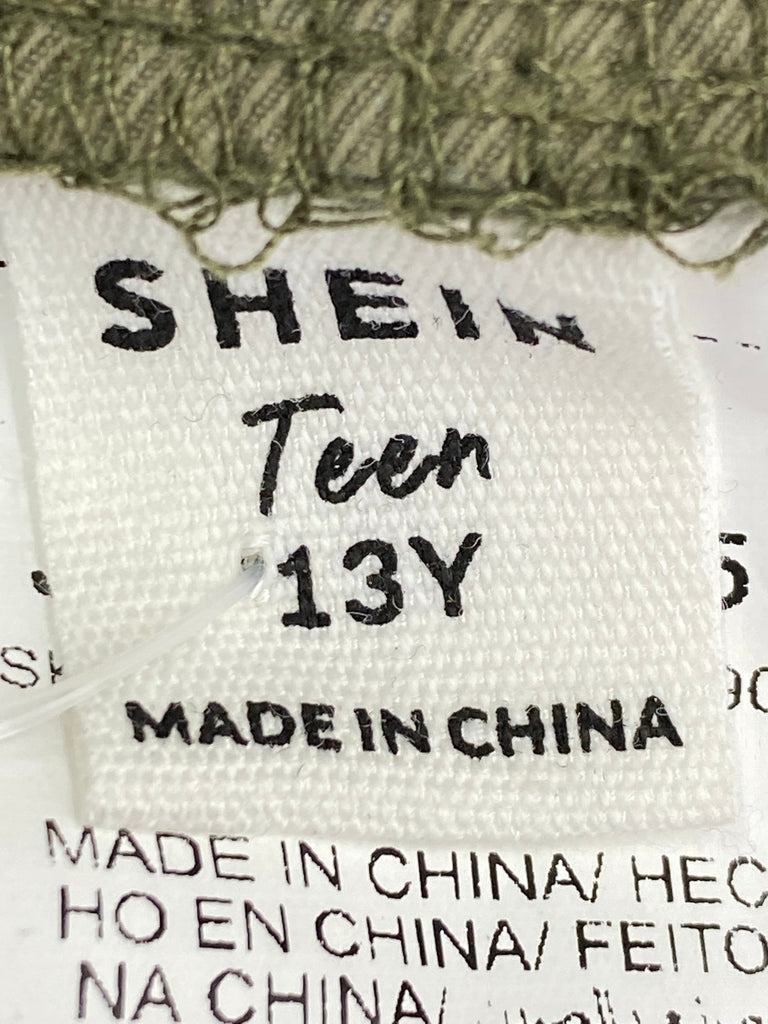 SHEIN
Teen
13Y
MADE IN CHINA
MADE IN CHINA/ HEC
HO EN CHINA/ FEITO
NA CHINA/